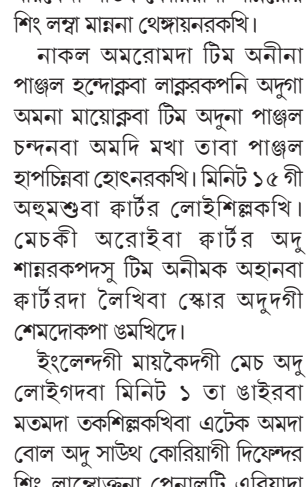 শিং লম্বা মান্ননা থেঙ্গায়নরকখি।
নাকল অমরোমদা টিম অনীনা
পাঞ্জল হন্দোক্নবা লাক্লরকপনি অদুগা
অমনা মায়োক্নবা টিম অদুনা পাঞ্জল
চন্দনবা অমদি মখা তাবা পাঞ্জল
হাপচিন্নবা হোৎনরকখি। মিনিট ১৫ গী
অহুমশুবা ক্বার্টর লোইশিল্লকখি।
মেচকী অরোইবা ক্বার্টর অদু
শান্নরকপদসু টিম অনীমক অহানবা
ক্বার্টরদা লৈখিবা স্কোর অদুদগী
শেমদোকপা ঙমখিদে।
ইংলেন্দগী মায়কৈদগী মেচ অদু
লোইগদবা মিনিট ১ তা ঙাইরবা
মতমদা তকশিল্লকখিবা এটেক অমদা
বোল অদু সাউথ কোরিয়াগী দিফেন্দর
শিং লাল্লোক্তুনা পেনালটি এরিয়াদা